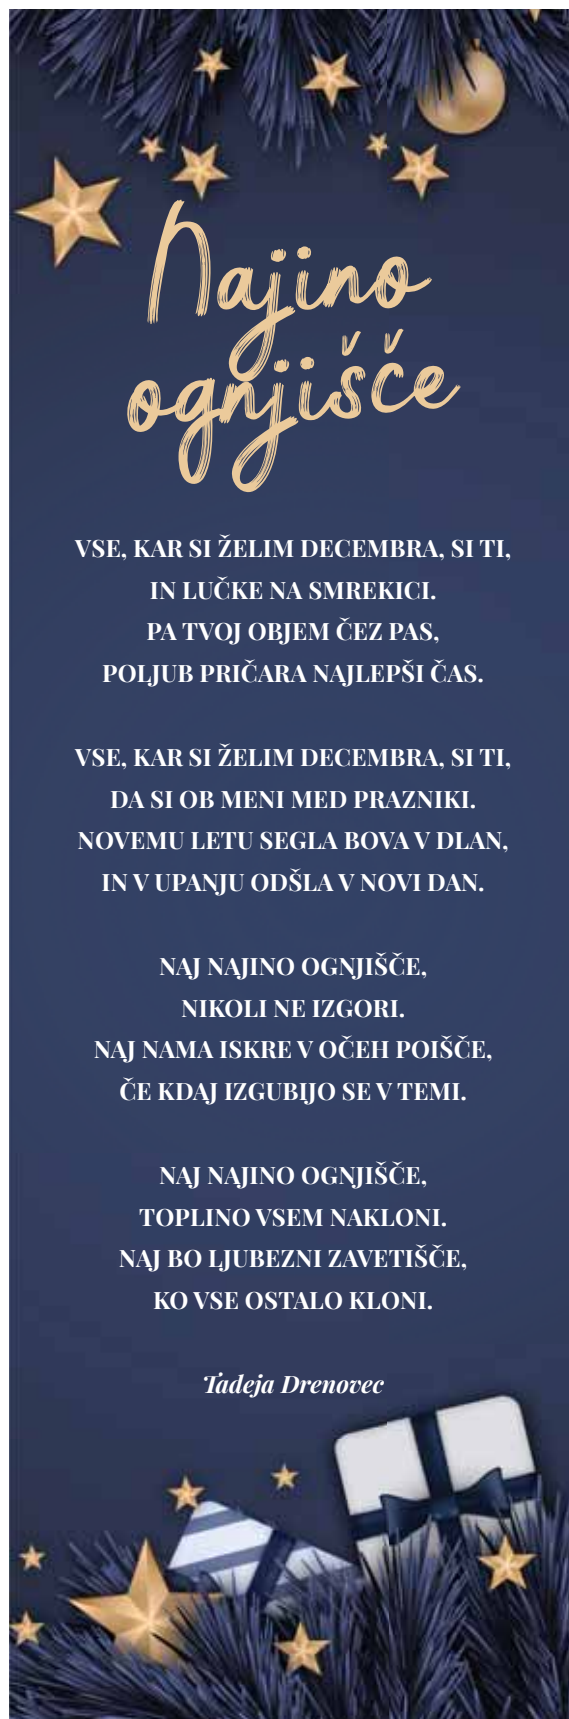 Najino
ognjišče
VSE, KAR SI ŽELIM DECEMBRA, SI TI,
IN LUČKE NA SMREKICI.
PA TVOJ OBJEM ČEZ PAS,
POLJUB PRIČARA NAJLEPŠI ČAS.
VSE, KAR SI ŽELIM DECEMBRA, SI TI,
DA SI OB MENI MED PRAZNIKI.
NOVEMU LETU SEGLA BOVA V DLAN,
IN V UPANJU ODŠLA V NOVI DAN.
NAJ NAJINO OGNJIŠČE,
NIKOLI NE IZGORI.
NAJ NAMA ISKRE V OČEH POIŠČE,
ČE KDAJ IZGUBIJO SE V TEMI.
NAJ NAJINO OGNJIŠČE,
TOPLINO VSEM NAKLONI.
NAJ BO LJUBEZNI ZAVETIŠČE,
KO VSE OSTALO KLONI.
Tadeja Drenovec